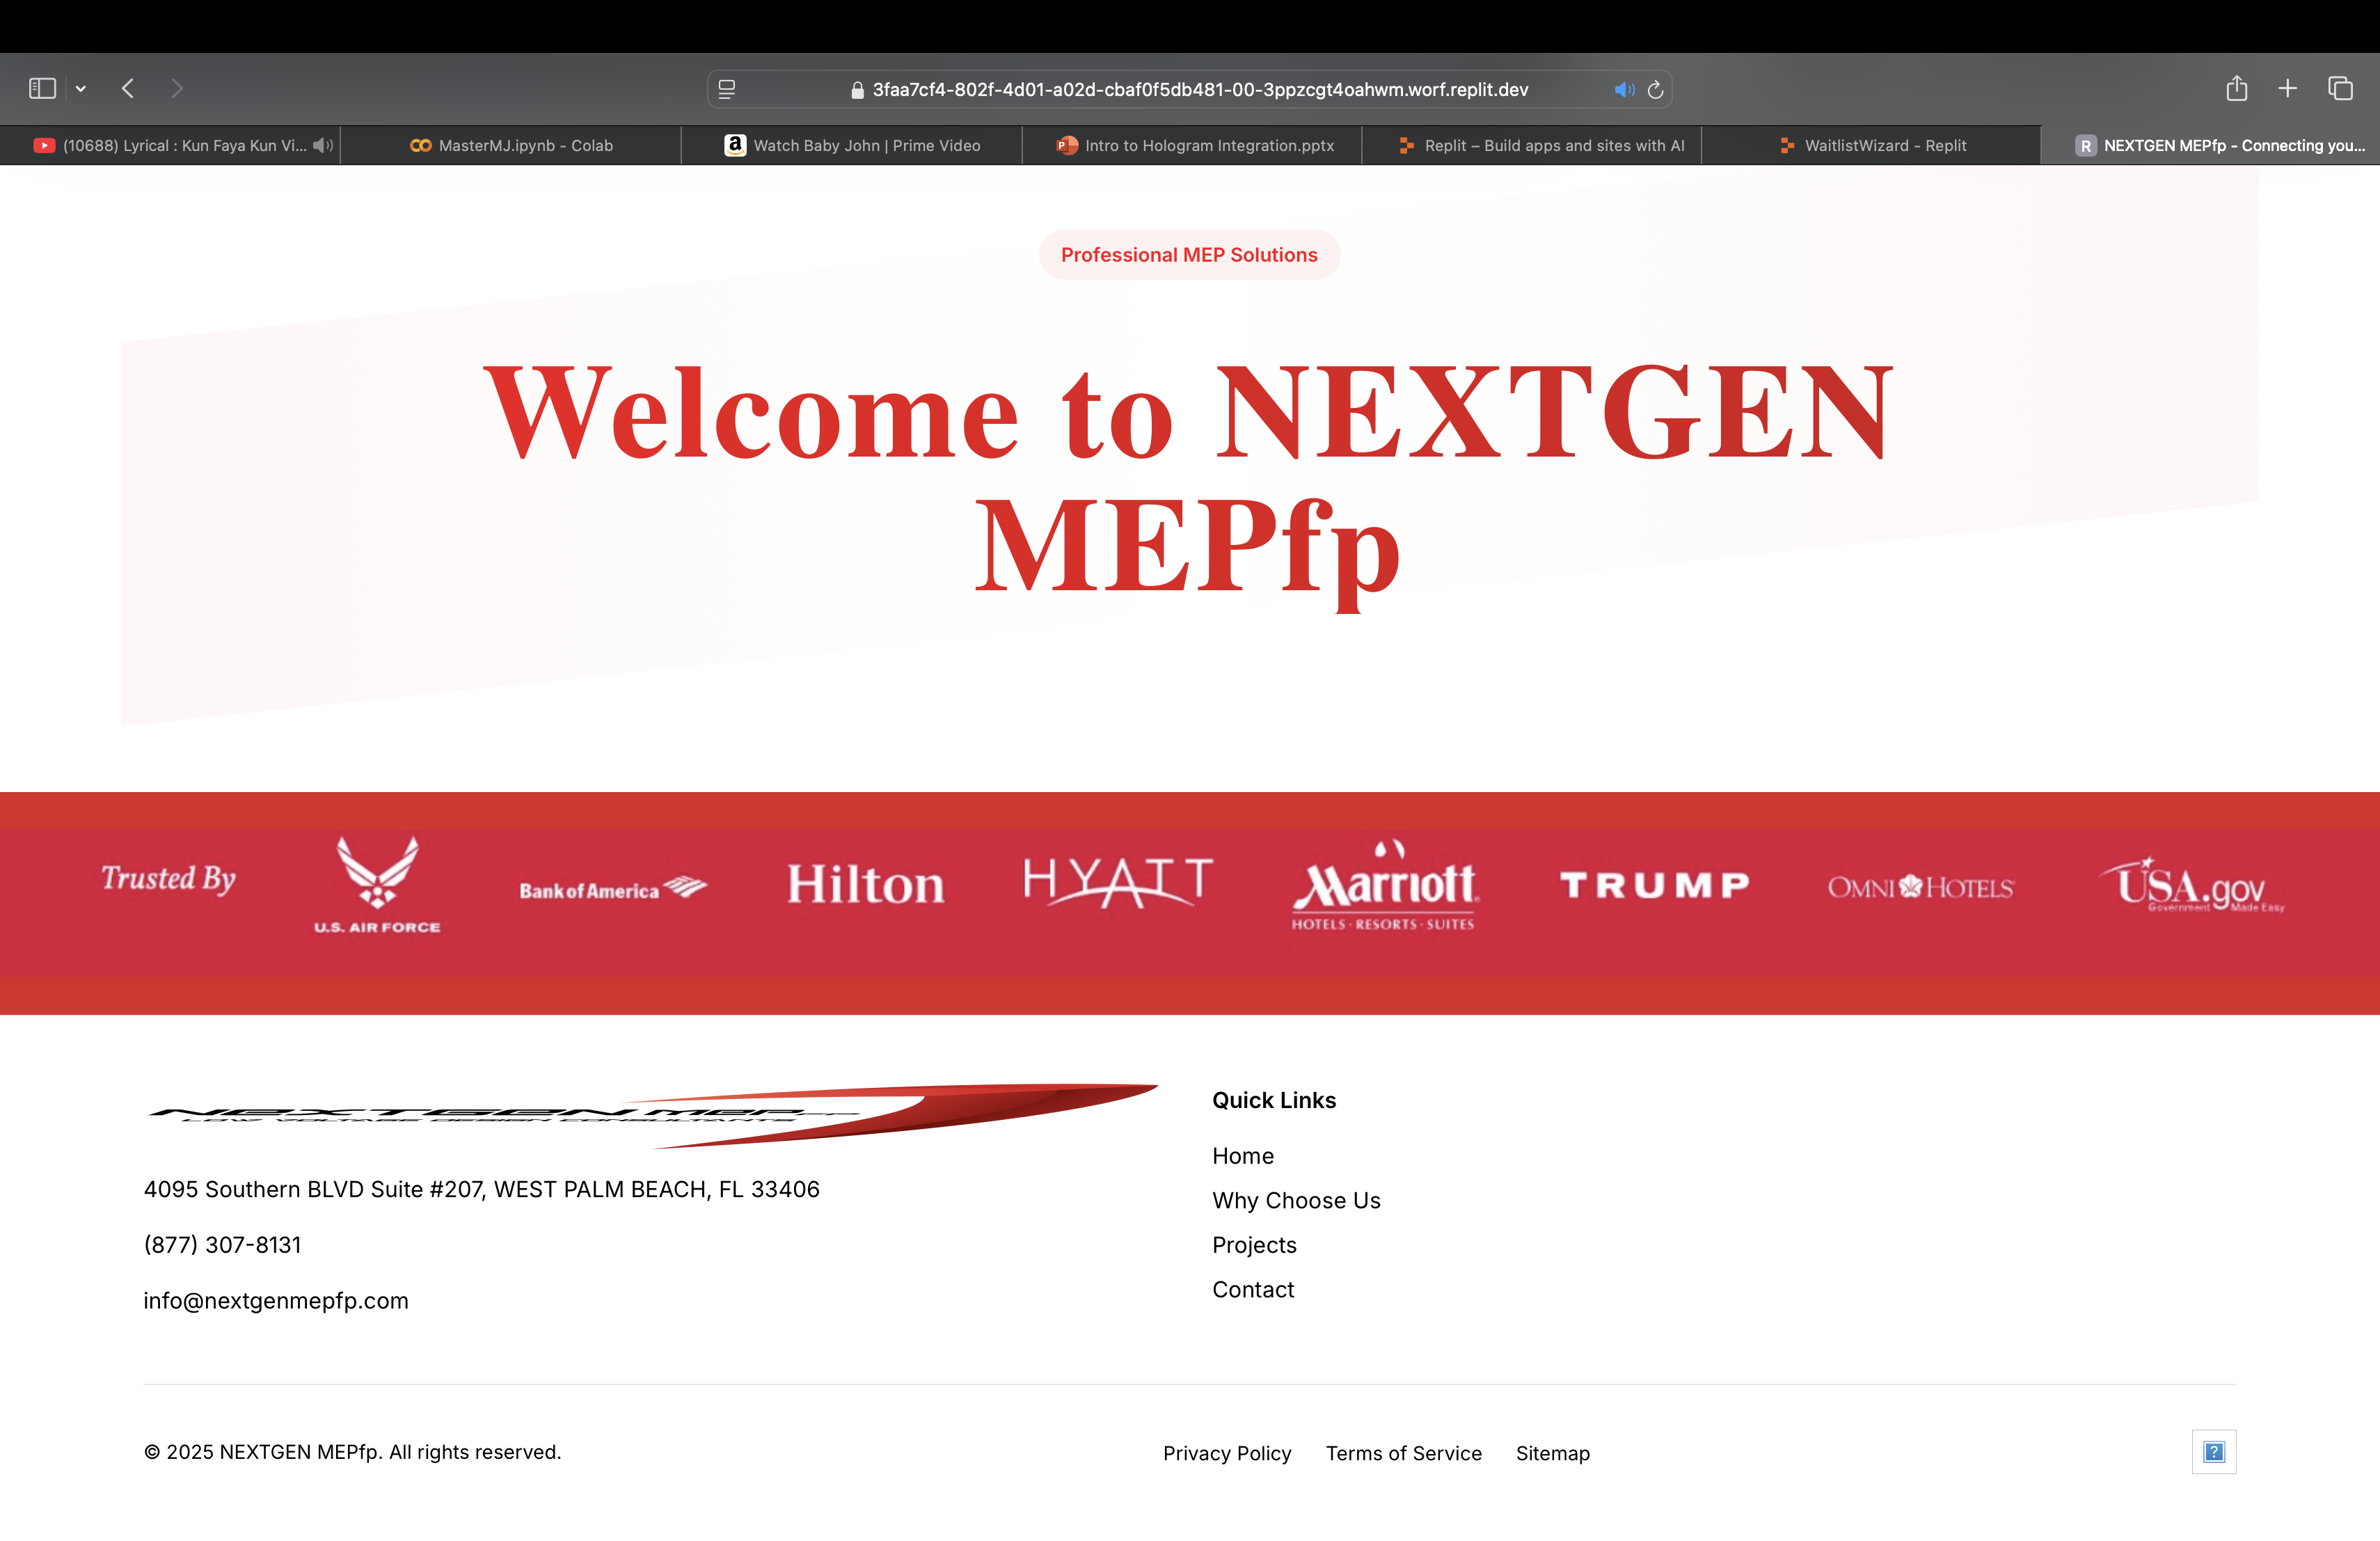 3faa7cf4-802f-4d01-a02d-cbaf0f5db481-00-3ppzcgt4oahwm.worf.replit.dev
(10688) Lyrical : Kun Faya Kun Vi...
MasterMJ.ipynb - Colab
Watch Baby John | Prime Video
Intro to Hologram Integration.pptx
Replit – Build apps and sites with AI
WaitlistWizard - Replit
R NEXTGEN MEPfp - Connecting you...
Professional MEP Solutions
Welcome to NEXTGEN
MEPfp
Trusted By
U.S. AIR FORCE
Bank of America
Hilton
HYATT
Marriott
HOTELS · RESORTS · SUITES
TRUMP
OMNI HOTELS
USA.gov
Government Made Easy
NEXTGEN mep
LOW VOLTAGE DESIGN CONSULTANTS
4095 Southern BLVD Suite #207, WEST PALM BEACH, FL 33406
(877) 307-8131
info@nextgenmepfp.com
Quick Links
Home
Why Choose Us
Projects
Contact
© 2025 NEXTGEN MEPfp. All rights reserved.
Privacy Policy
Terms of Service
Sitemap